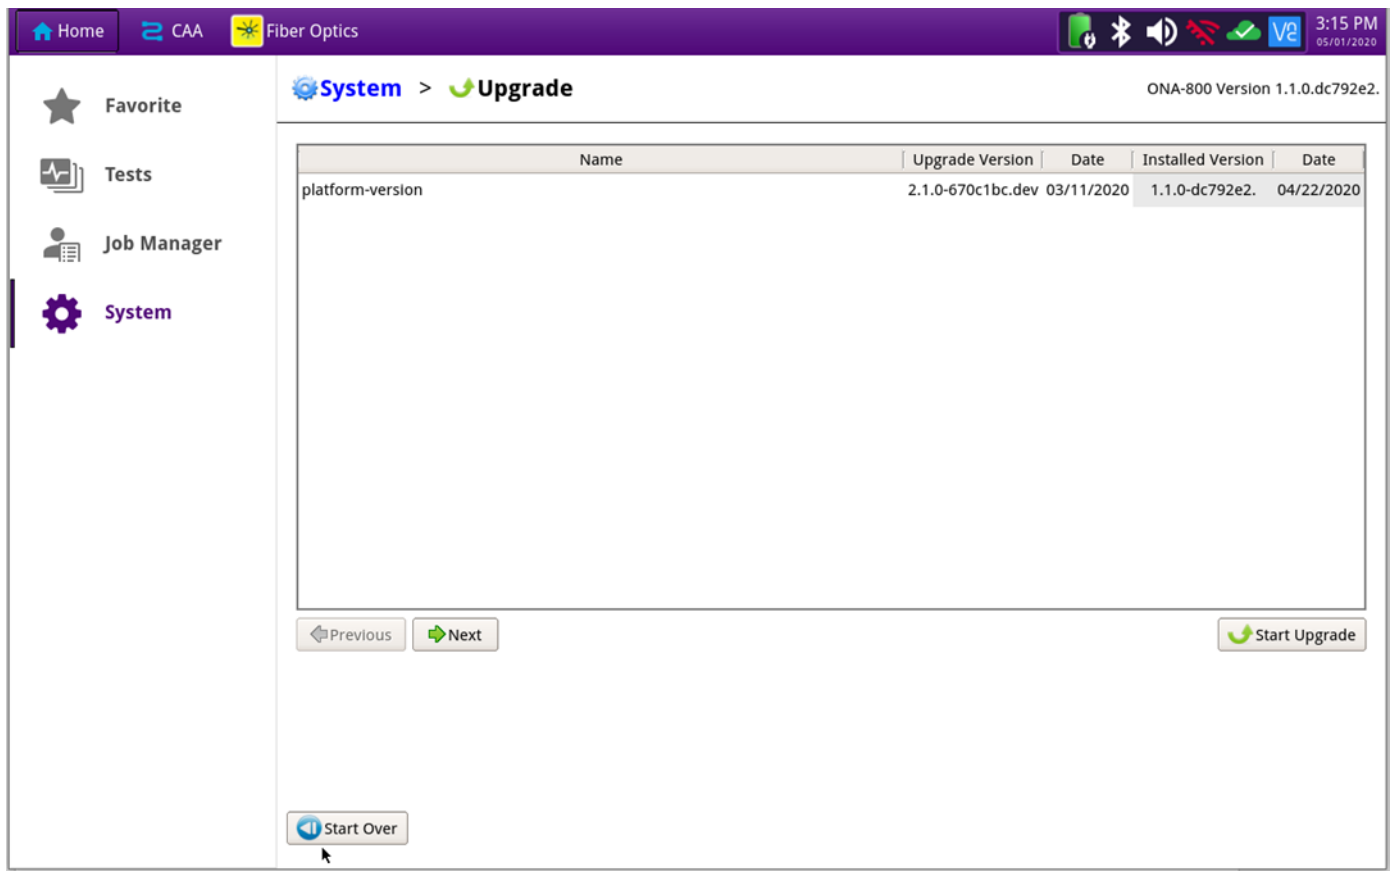 Home CAA Fiber Optics 3:15 PM
05/01/2020
System > Upgrade ONA-800 Version 1.1.0.dc792e2.
Favorite
Tests
Job Manager
System
Name Upgrade Version Date Installed Version Date
platform-version 2.1.0-670c1bc.dev 03/11/2020 1.1.0-dc792e2. 04/22/2020
Previous Next Start Upgrade
Start Over